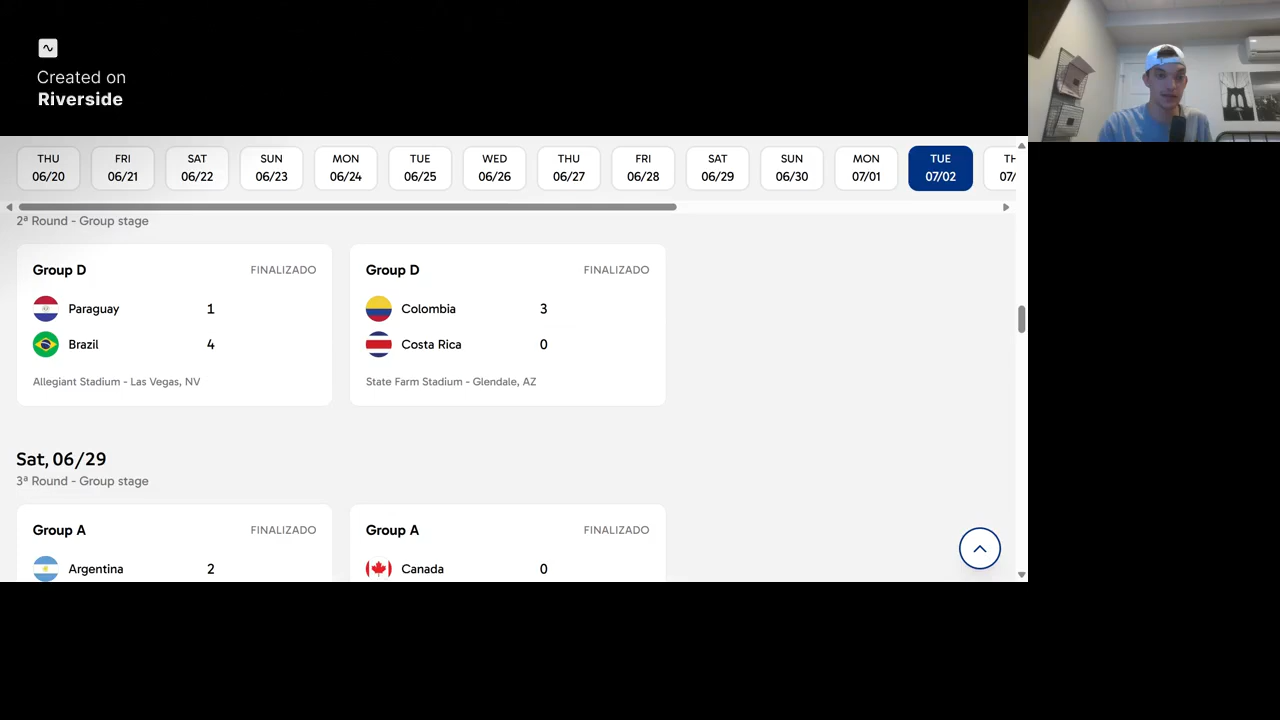 Created on
Riverside
THU
06/20
FRI
06/21
SAT
06/22
SUN
06/23
MON
06/24
TUE
06/25
WED
06/26
THU
06/27
FRI
06/28
SAT
06/29
SUN
06/30
MON
07/01
TUE
07/02
TH
07/
2ª Round - Group stage
Group D FINALIZADO
Paraguay 1
Brazil 4
Allegiant Stadium - Las Vegas, NV
Group D FINALIZADO
Colombia 3
Costa Rica 0
State Farm Stadium - Glendale, AZ
Sat, 06/29
3ª Round - Group stage
Group A FINALIZADO
Argentina 2
Group A FINALIZADO
Canada 0